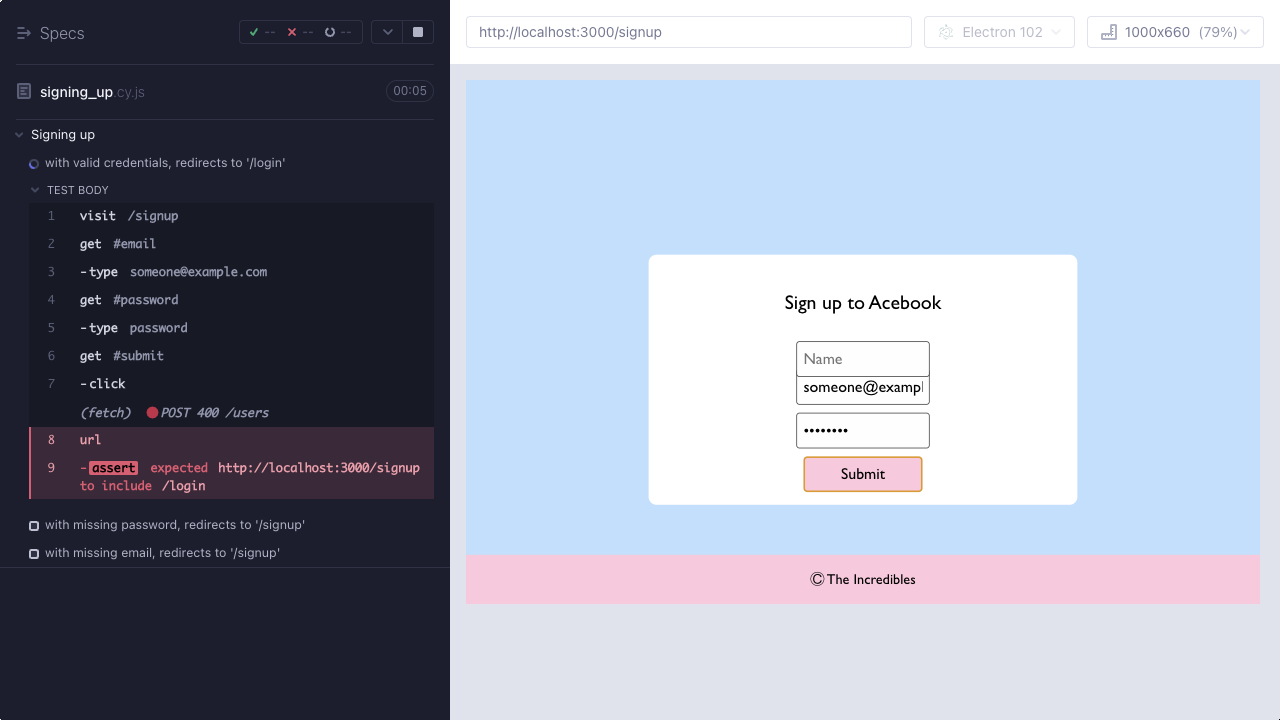 Specs
-- -- --
signing_up.cy.js
00:05
Signing up
with valid credentials, redirects to '/login'
TEST BODY
1 visit /signup
2 get #email
3 -type someone@example.com
4 get #password
5 -type password
6 get #submit
7 -click
(fetch) POST 400 /users
8 url
9 -assert expected http://localhost:3000/signup
to include /login
with missing password, redirects to '/signup'
with missing email, redirects to '/signup'
http://localhost:3000/signup
Electron 102
1000x660 (79%)
Sign up to Acebook
Name
someone@exampl
••••••••
Submit
© The Incredibles